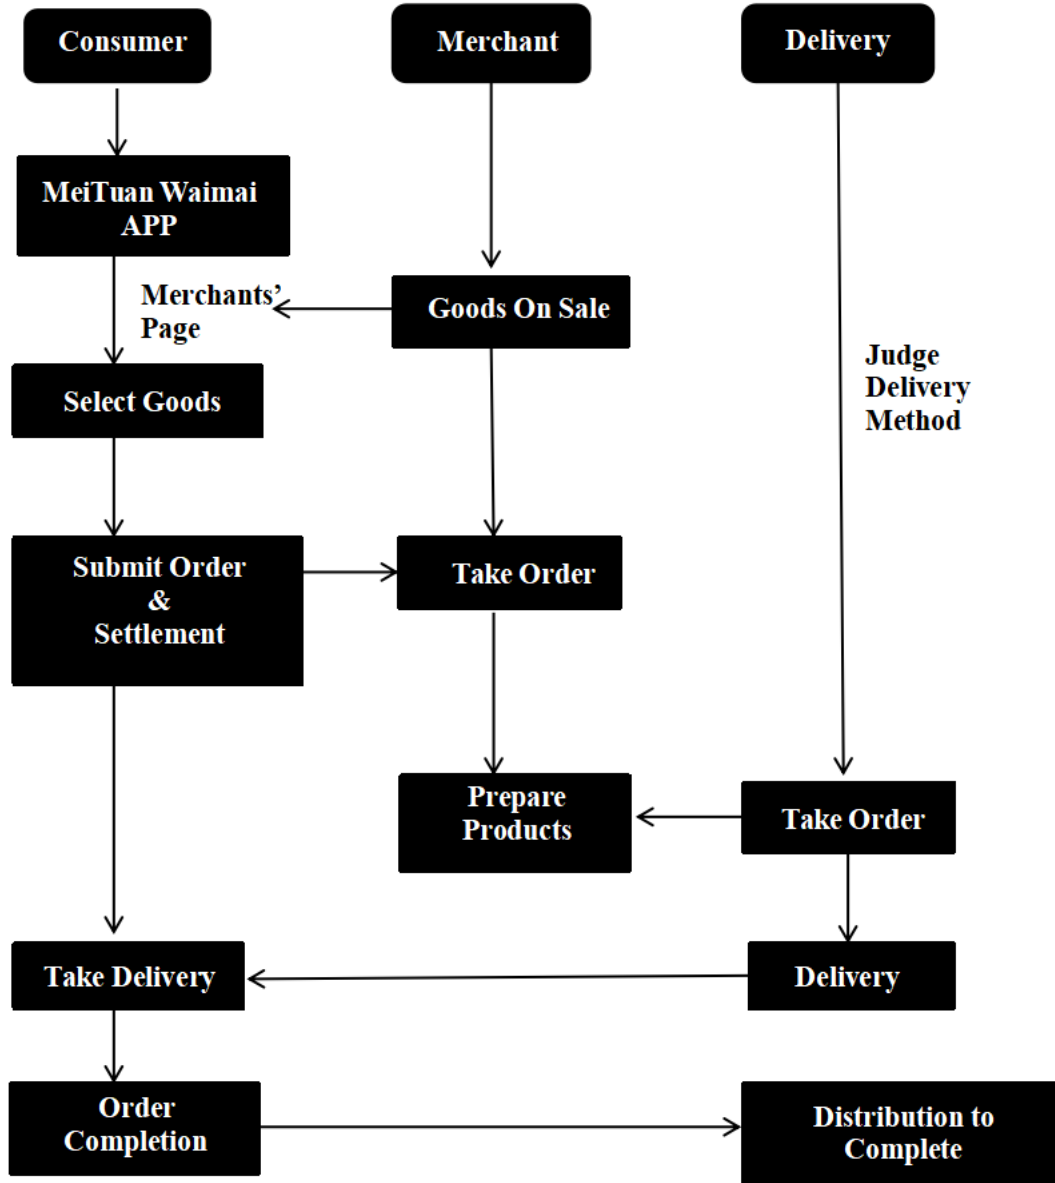 Consumer
Merchant
Delivery
MeiTuan Waimai
APP
Merchants’
Page
Goods On Sale
Judge
Delivery
Method
Select Goods
Submit Order
&
Settlement
Take Order
Prepare
Products
Take Order
Take Delivery
Delivery
Order
Completion
Distribution to
Complete